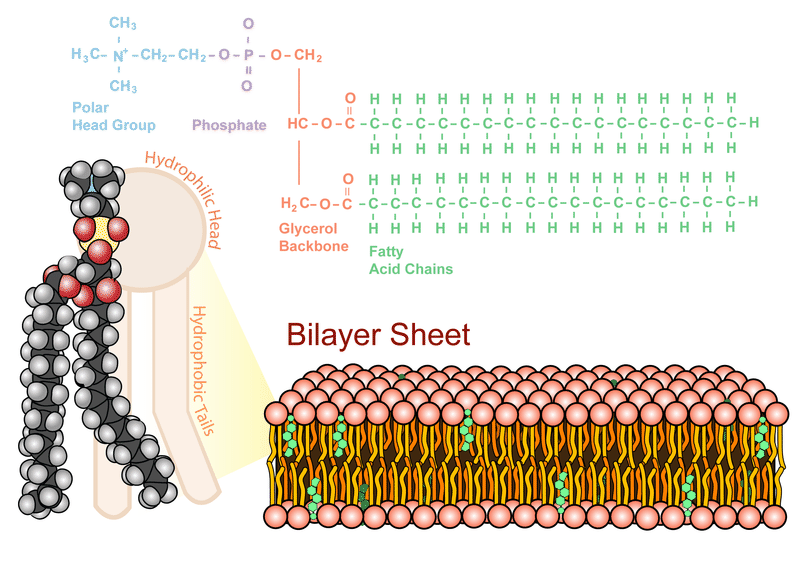 CH₃ O
H₃C–N⁺–CH₂–CH₂–O–P–O–CH₂
CH₃ O
Polar
Head Group
Phosphate
O H H H H H H H H H H H H H H H H H
HC–O–C–C–C–C–C–C–C–C–C–C–C–C–C–C–C–C–C–C–H
H H H H H H H H H H H H H H H H H
O H H H H H H H H H H H H H H H H H
H₂C–O–C–C–C–C–C–C–C–C–C–C–C–C–C–C–C–C–C–C–H
H H H H H H H H H H H H H H H H H
Glycerol
Backbone
Fatty
Acid Chains
Hydrophilic Head
Hydrophobic Tails
Bilayer Sheet